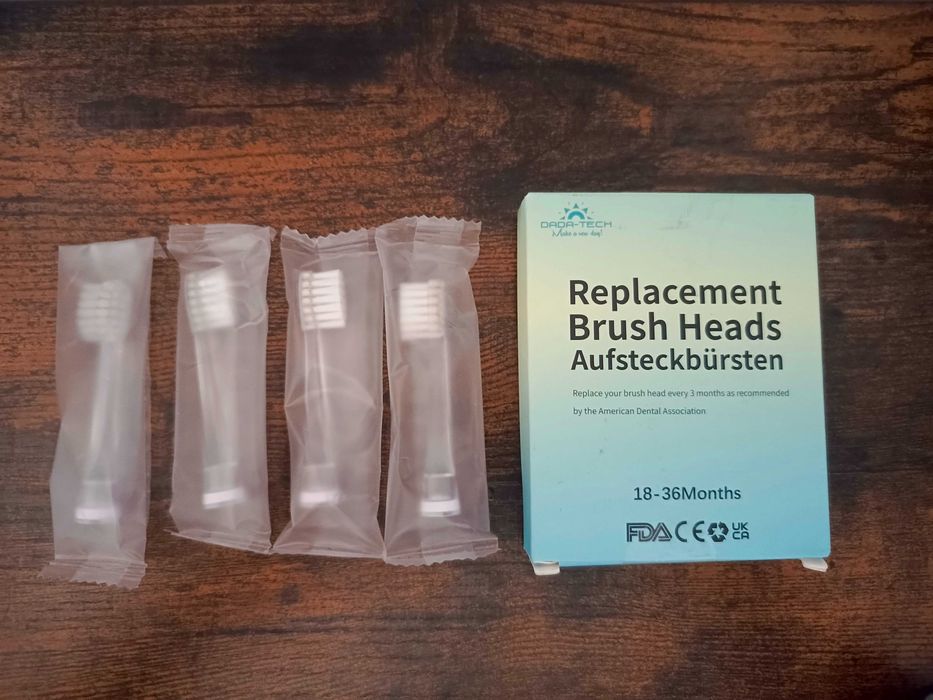 DADA-TECH
Make a new day!
Replacement
Brush Heads
Aufsteckbürsten
Replace your brush head every 3 months as recommended
by the American Dental Association
18-36Months
FDA CE UK
CA